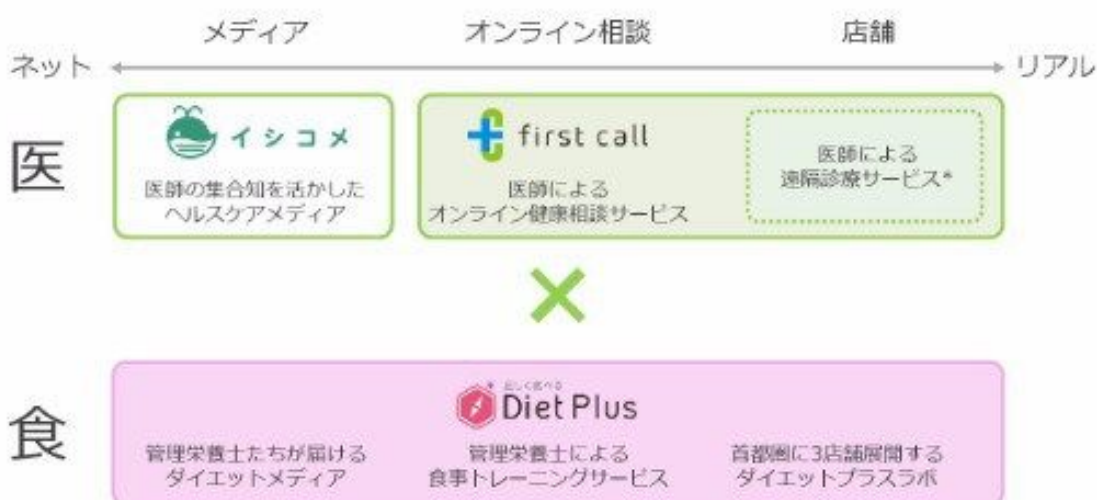 メディア
オンライン相談
店舗
ネット
リアル
医
イシコメ
医師の集合知を活かした
ヘルスケアメディア
first call
医師による
オンライン健康相談サービス
医師による
遠隔診療サービス*
×
食
正しく食べる
Diet Plus
管理栄養士たちが届ける
ダイエットメディア
管理栄養士による
食事トレーニングサービス
首都圏に3店舗展開する
ダイエットプラスラボ